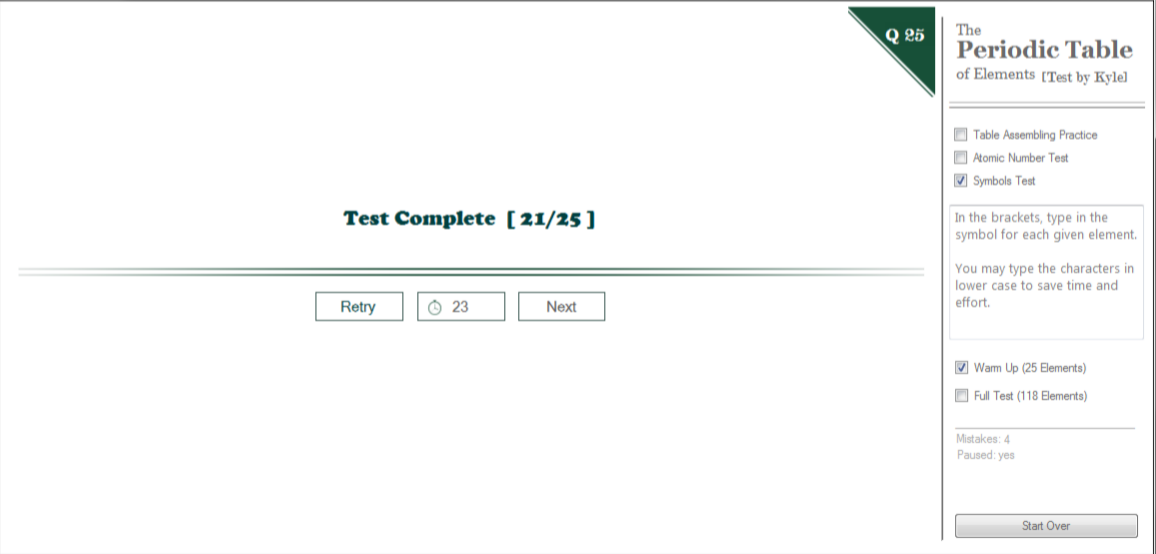 Q 25
Test Complete [ 21/25 ]
Retry
23
Next
The
Periodic Table
of Elements [Test by Kyle]
Table Assembling Practice
Atomic Number Test
Symbols Test
In the brackets, type in the
symbol for each given element.
You may type the characters in
lower case to save time and
effort.
Warm Up (25 Elements)
Full Test (118 Elements)
Mistakes: 4
Paused: yes
Start Over